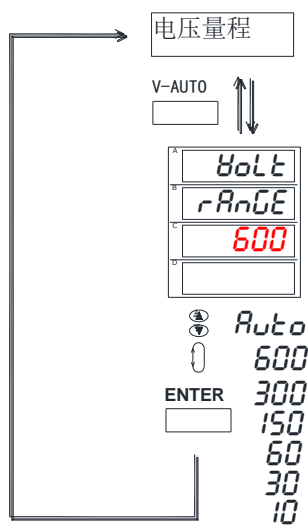 电压量程
V-AUTO
A VoLt
B rAnGE
C 600
D
Auto
600
ENTER 300
150
60
30
10